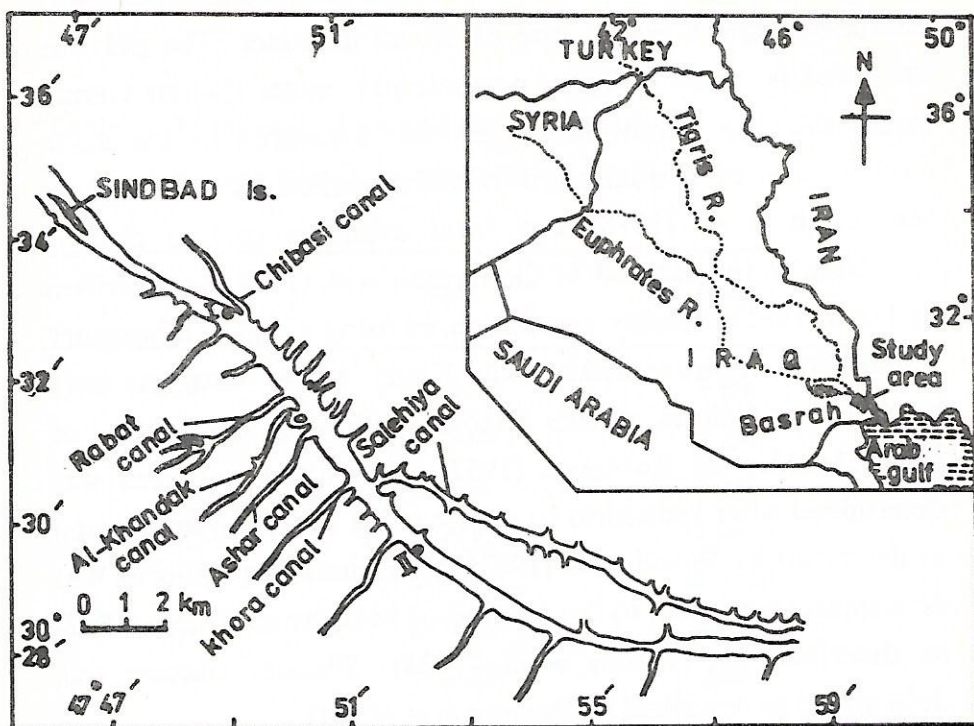 47°
51'
42°
46°
50°
36'
34'
32'
30'
30°
28'
47° 47'
51'
55'
59'
SINDBAD Is.
Chibasi canal
Rabat
canal
Al-Khandak
canal
Ashar canal
khora canal
Salehiya
canal
I
II
0 1 2 km
TURKEY
SYRIA
Tigris R.
IRAN
Euphrates R.
IRAQ
SAUDI ARABIA
Basrah
Study
area
Arab
gulf
N
36°
32°